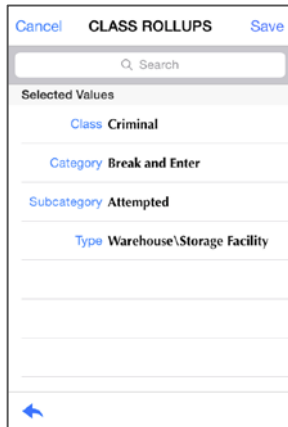 Cancel CLASS ROLLUPS Save
Search
Selected Values
Class Criminal
Category Break and Enter
Subcategory Attempted
Type Warehouse\Storage Facility